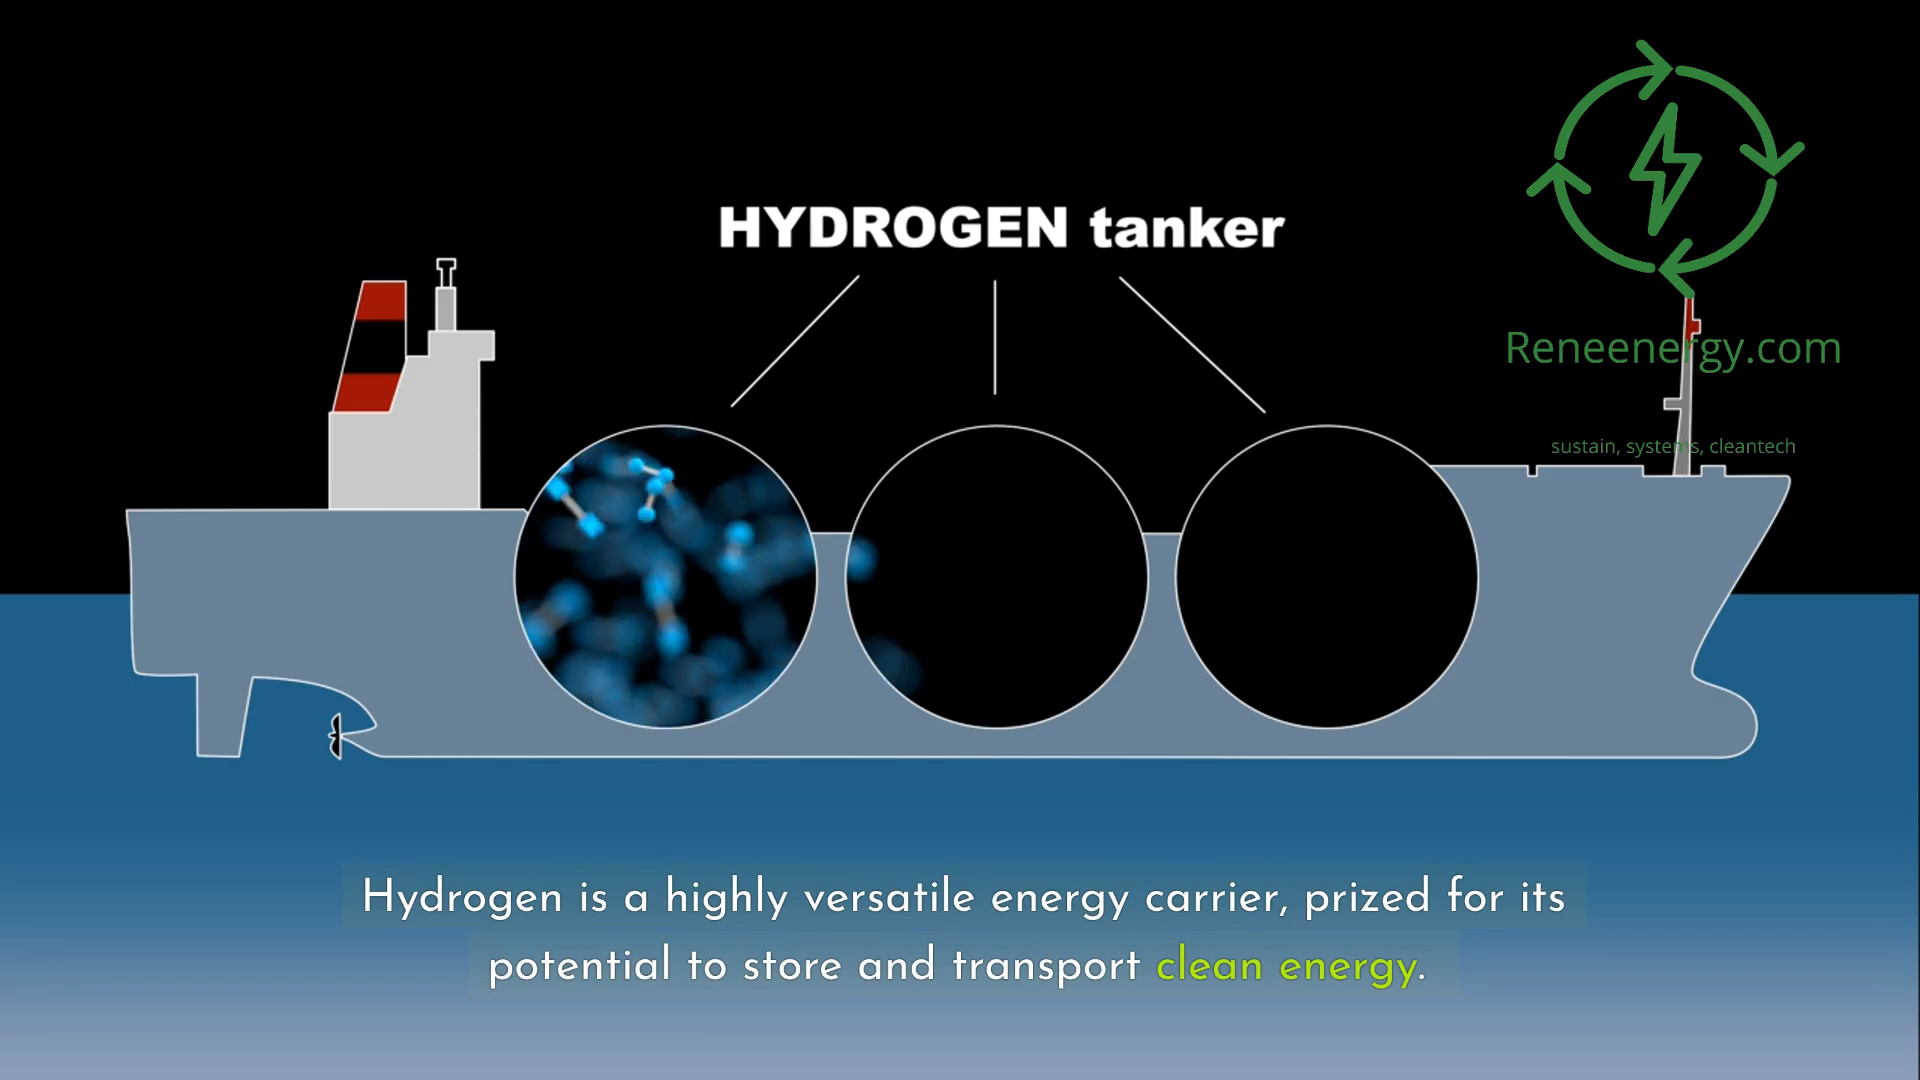 HYDROGEN tanker
Reneenergy.com
sustain, systems, cleantech
Hydrogen is a highly versatile energy carrier, prized for its
potential to store and transport clean energy.